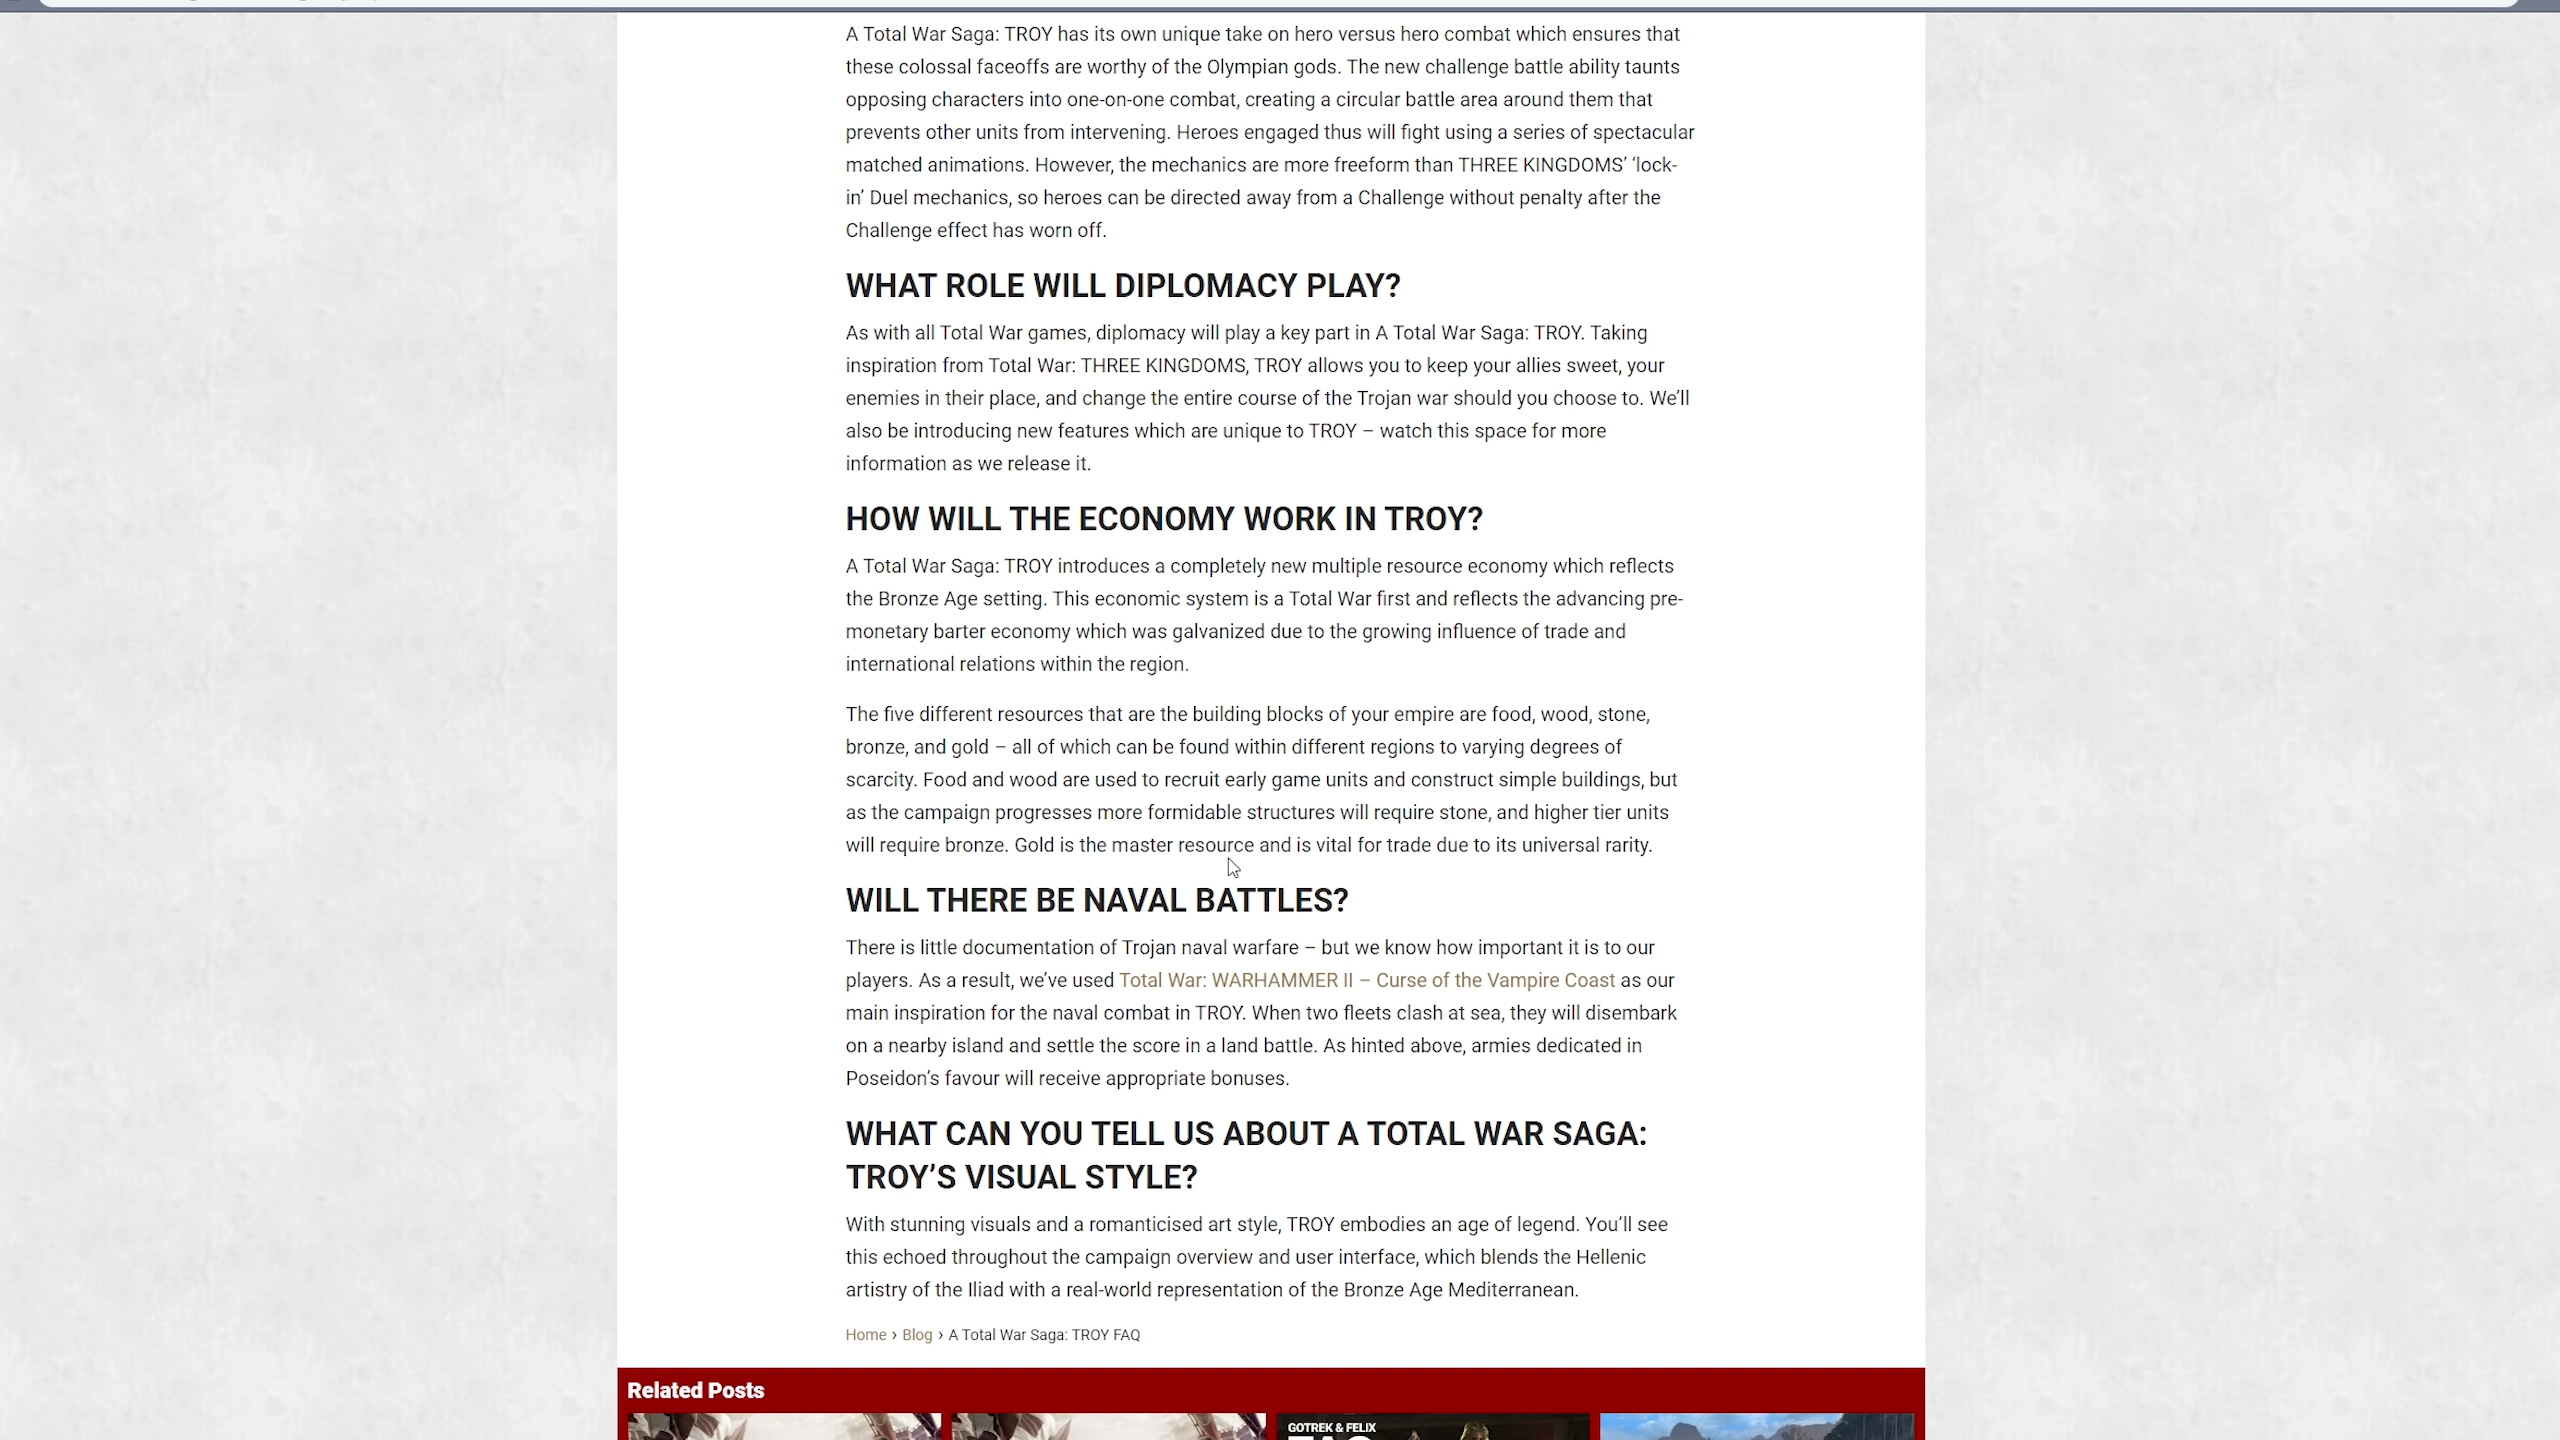 A Total War Saga: TROY has its own unique take on hero versus hero combat which ensures that
these colossal faceoffs are worthy of the Olympian gods. The new challenge battle ability taunts
opposing characters into one-on-one combat, creating a circular battle area around them that
prevents other units from intervening. Heroes engaged thus will fight using a series of spectacular
matched animations. However, the mechanics are more freeform than THREE KINGDOMS’ ‘lock-
in’ Duel mechanics, so heroes can be directed away from a Challenge without penalty after the
Challenge effect has worn off.
WHAT ROLE WILL DIPLOMACY PLAY?
As with all Total War games, diplomacy will play a key part in A Total War Saga: TROY. Taking
inspiration from Total War: THREE KINGDOMS, TROY allows you to keep your allies sweet, your
enemies in their place, and change the entire course of the Trojan war should you choose to. We’ll
also be introducing new features which are unique to TROY – watch this space for more
information as we release it.
HOW WILL THE ECONOMY WORK IN TROY?
A Total War Saga: TROY introduces a completely new multiple resource economy which reflects
the Bronze Age setting. This economic system is a Total War first and reflects the advancing pre-
monetary barter economy which was galvanized due to the growing influence of trade and
international relations within the region.
The five different resources that are the building blocks of your empire are food, wood, stone,
bronze, and gold – all of which can be found within different regions to varying degrees of
scarcity. Food and wood are used to recruit early game units and construct simple buildings, but
as the campaign progresses more formidable structures will require stone, and higher tier units
will require bronze. Gold is the master resource and is vital for trade due to its universal rarity.
WILL THERE BE NAVAL BATTLES?
There is little documentation of Trojan naval warfare – but we know how important it is to our
players. As a result, we’ve used Total War: WARHAMMER II – Curse of the Vampire Coast as our
main inspiration for the naval combat in TROY. When two fleets clash at sea, they will disembark
on a nearby island and settle the score in a land battle. As hinted above, armies dedicated in
Poseidon’s favour will receive appropriate bonuses.
WHAT CAN YOU TELL US ABOUT A TOTAL WAR SAGA:
TROY’S VISUAL STYLE?
With stunning visuals and a romanticised art style, TROY embodies an age of legend. You’ll see
this echoed throughout the campaign overview and user interface, which blends the Hellenic
artistry of the Iliad with a real-world representation of the Bronze Age Mediterranean.
Home › Blog › A Total War Saga: TROY FAQ
Related Posts
GOTREK & FELIX